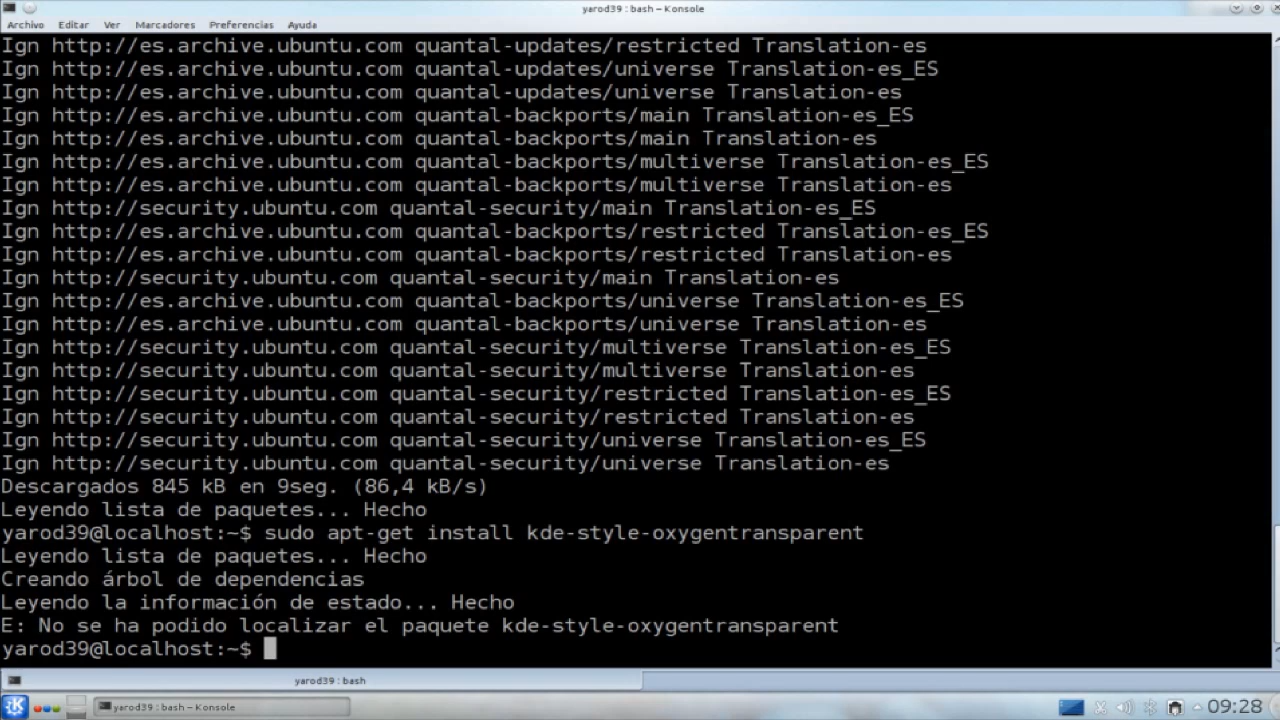 yarod39 : bash – Konsole
Archivo Editar Ver Marcadores Preferencias Ayuda
Ign http://es.archive.ubuntu.com quantal-updates/restricted Translation-es
Ign http://es.archive.ubuntu.com quantal-updates/universe Translation-es_ES
Ign http://es.archive.ubuntu.com quantal-updates/universe Translation-es
Ign http://es.archive.ubuntu.com quantal-backports/main Translation-es_ES
Ign http://es.archive.ubuntu.com quantal-backports/main Translation-es
Ign http://es.archive.ubuntu.com quantal-backports/multiverse Translation-es_ES
Ign http://es.archive.ubuntu.com quantal-backports/multiverse Translation-es
Ign http://security.ubuntu.com quantal-security/main Translation-es_ES
Ign http://es.archive.ubuntu.com quantal-backports/restricted Translation-es_ES
Ign http://es.archive.ubuntu.com quantal-backports/restricted Translation-es
Ign http://security.ubuntu.com quantal-security/main Translation-es
Ign http://es.archive.ubuntu.com quantal-backports/universe Translation-es_ES
Ign http://es.archive.ubuntu.com quantal-backports/universe Translation-es
Ign http://security.ubuntu.com quantal-security/multiverse Translation-es_ES
Ign http://security.ubuntu.com quantal-security/multiverse Translation-es
Ign http://security.ubuntu.com quantal-security/restricted Translation-es_ES
Ign http://security.ubuntu.com quantal-security/restricted Translation-es
Ign http://security.ubuntu.com quantal-security/universe Translation-es_ES
Ign http://security.ubuntu.com quantal-security/universe Translation-es
Descargados 845 kB en 9seg. (86,4 kB/s)
Leyendo lista de paquetes... Hecho
yarod39@localhost:~$ sudo apt-get install kde-style-oxygentransparent
Leyendo lista de paquetes... Hecho
Creando árbol de dependencias
Leyendo la información de estado... Hecho
E: No se ha podido localizar el paquete kde-style-oxygentransparent
yarod39@localhost:~$
yarod39 : bash
yarod39 : bash – Konsole
09:28